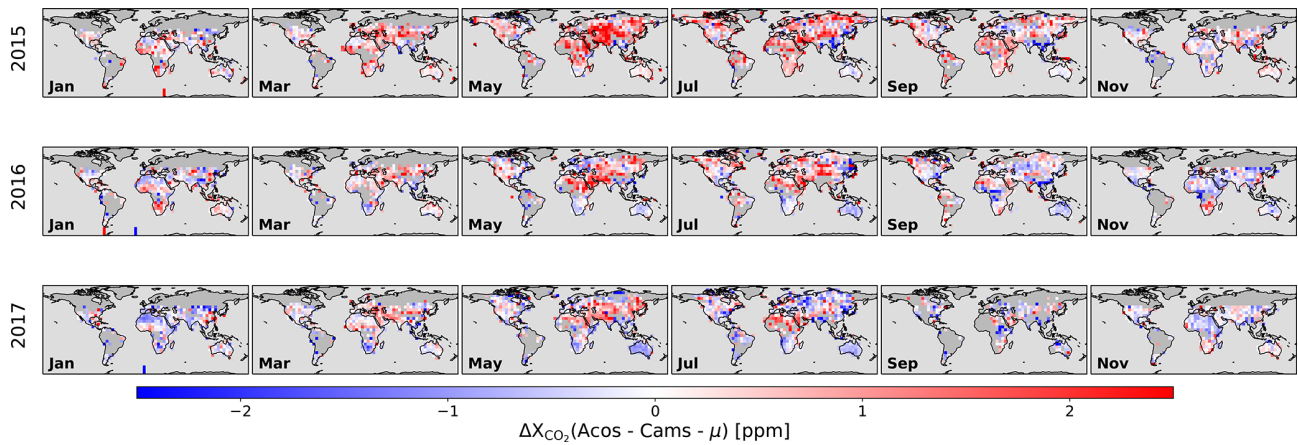 2015
Jan Mar May Jul Sep Nov
2016
Jan Mar May Jul Sep Nov
2017
Jan Mar May Jul Sep Nov
−2 −1 0 1 2
ΔX_CO₂(Acos - Cams - μ) [ppm]